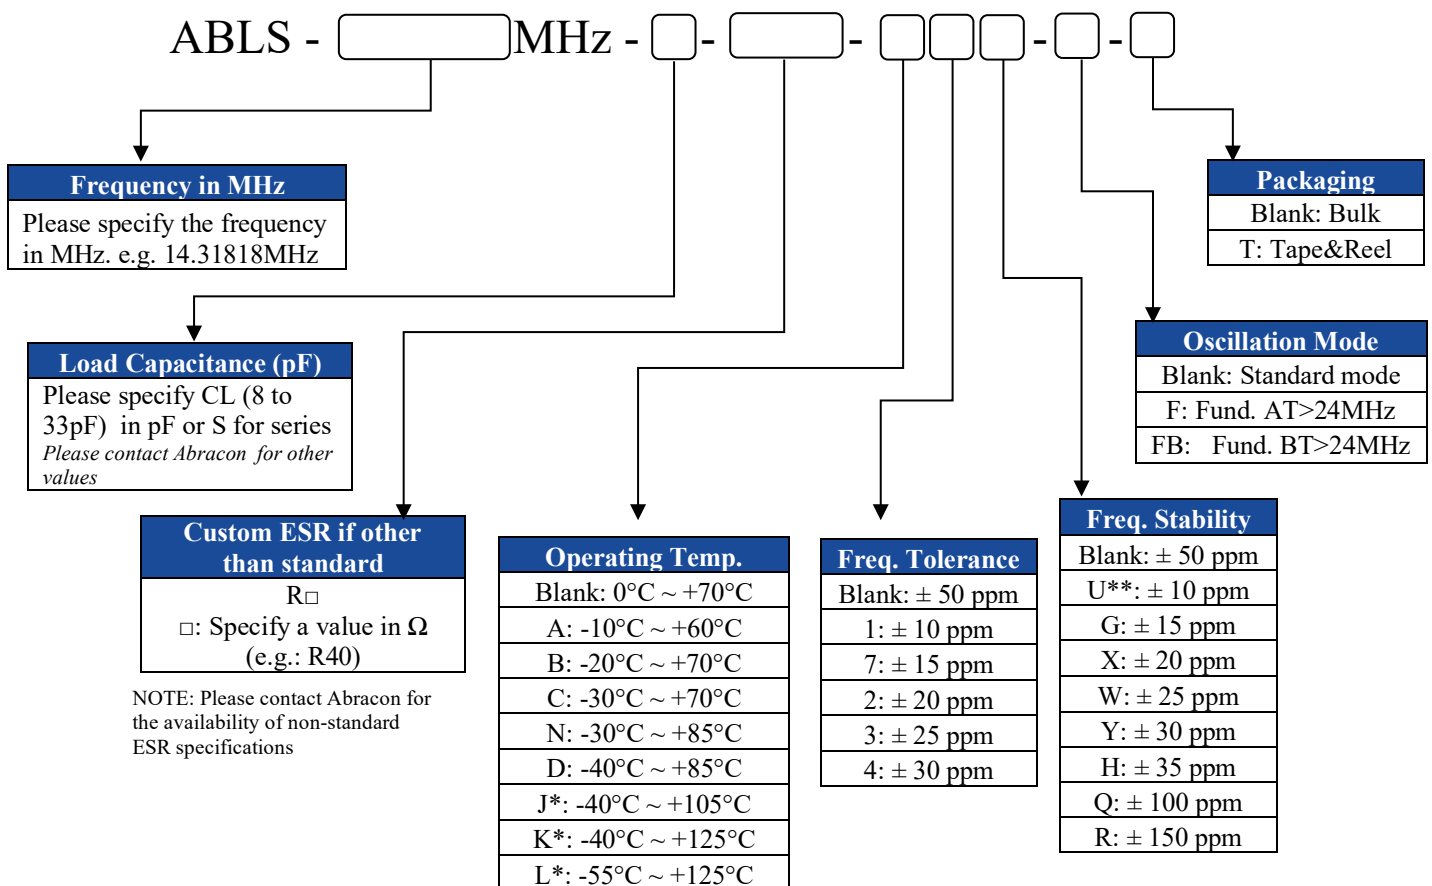 ABLS - MHz - - - - -
Frequency in MHz
Please specify the frequency
in MHz. e.g. 14.31818MHz
Load Capacitance (pF)
Please specify CL (8 to
33pF) in pF or S for series
Please contact Abracon for other
values
Custom ESR if other
than standard
R□
□: Specify a value in Ω
(e.g.: R40)
NOTE: Please contact Abracon for
the availability of non-standard
ESR specifications
Operating Temp.
Blank: 0°C ~ +70°C
A: -10°C ~ +60°C
B: -20°C ~ +70°C
C: -30°C ~ +70°C
N: -30°C ~ +85°C
D: -40°C ~ +85°C
J*: -40°C ~ +105°C
K*: -40°C ~ +125°C
L*: -55°C ~ +125°C
Freq. Tolerance
Blank: ± 50 ppm
1: ± 10 ppm
7: ± 15 ppm
2: ± 20 ppm
3: ± 25 ppm
4: ± 30 ppm
Freq. Stability
Blank: ± 50 ppm
U**: ± 10 ppm
G: ± 15 ppm
X: ± 20 ppm
W: ± 25 ppm
Y: ± 30 ppm
H: ± 35 ppm
Q: ± 100 ppm
R: ± 150 ppm
Oscillation Mode
Blank: Standard mode
F: Fund. AT>24MHz
FB: Fund. BT>24MHz
Packaging
Blank: Bulk
T: Tape&Reel